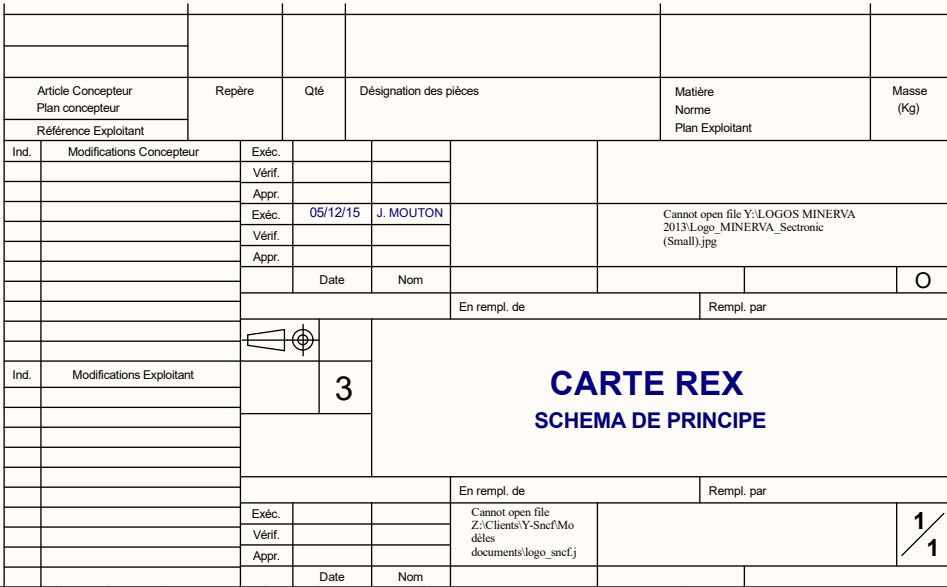 Article Concepteur
Plan concepteur
Référence Exploitant
Repère
Qté
Désignation des pièces
Matière
Norme
Plan Exploitant
Masse
(Kg)
Ind.
Modifications Concepteur
Exéc.
Vérif.
Appr.
Exéc.
05/12/15
J. MOUTON
Vérif.
Appr.
Date
Nom
Cannot open file Y:\LOGOS MINERVA
2013\Logo_MINERVA_Sectronic
(Small).jpg
O
En rempl. de
Rempl. par
3
CARTE REX
SCHEMA DE PRINCIPE
Ind.
Modifications Exploitant
En rempl. de
Rempl. par
Exéc.
Vérif.
Appr.
Date
Nom
Cannot open file
Z:\Clients\Y-Sncf\Mo
dèles
documents\logo_sncf.j
1/
1